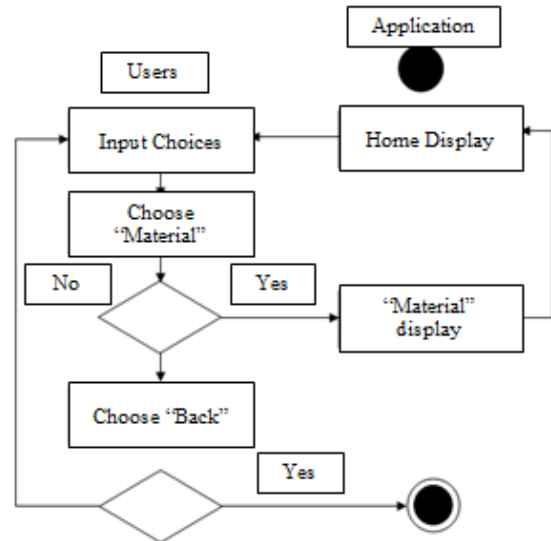 Application
Users
Input Choices
Home Display
Choose
“Material”
No
Yes
“Material”
display
Choose “Back”
Yes